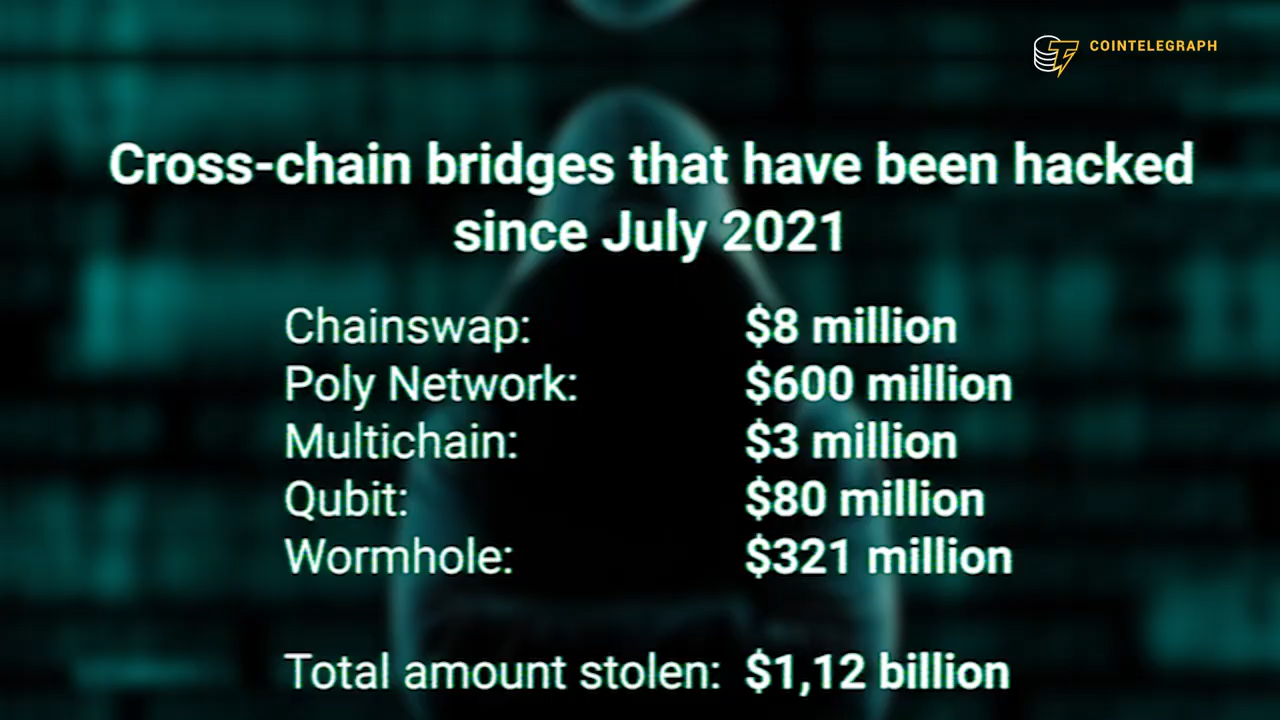 COINTELEGRAPH
Cross-chain bridges that have been hacked
since July 2021
Chainswap: $8 million
Poly Network: $600 million
Multichain: $3 million
Qubit: $80 million
Wormhole: $321 million
Total amount stolen: $1,12 billion